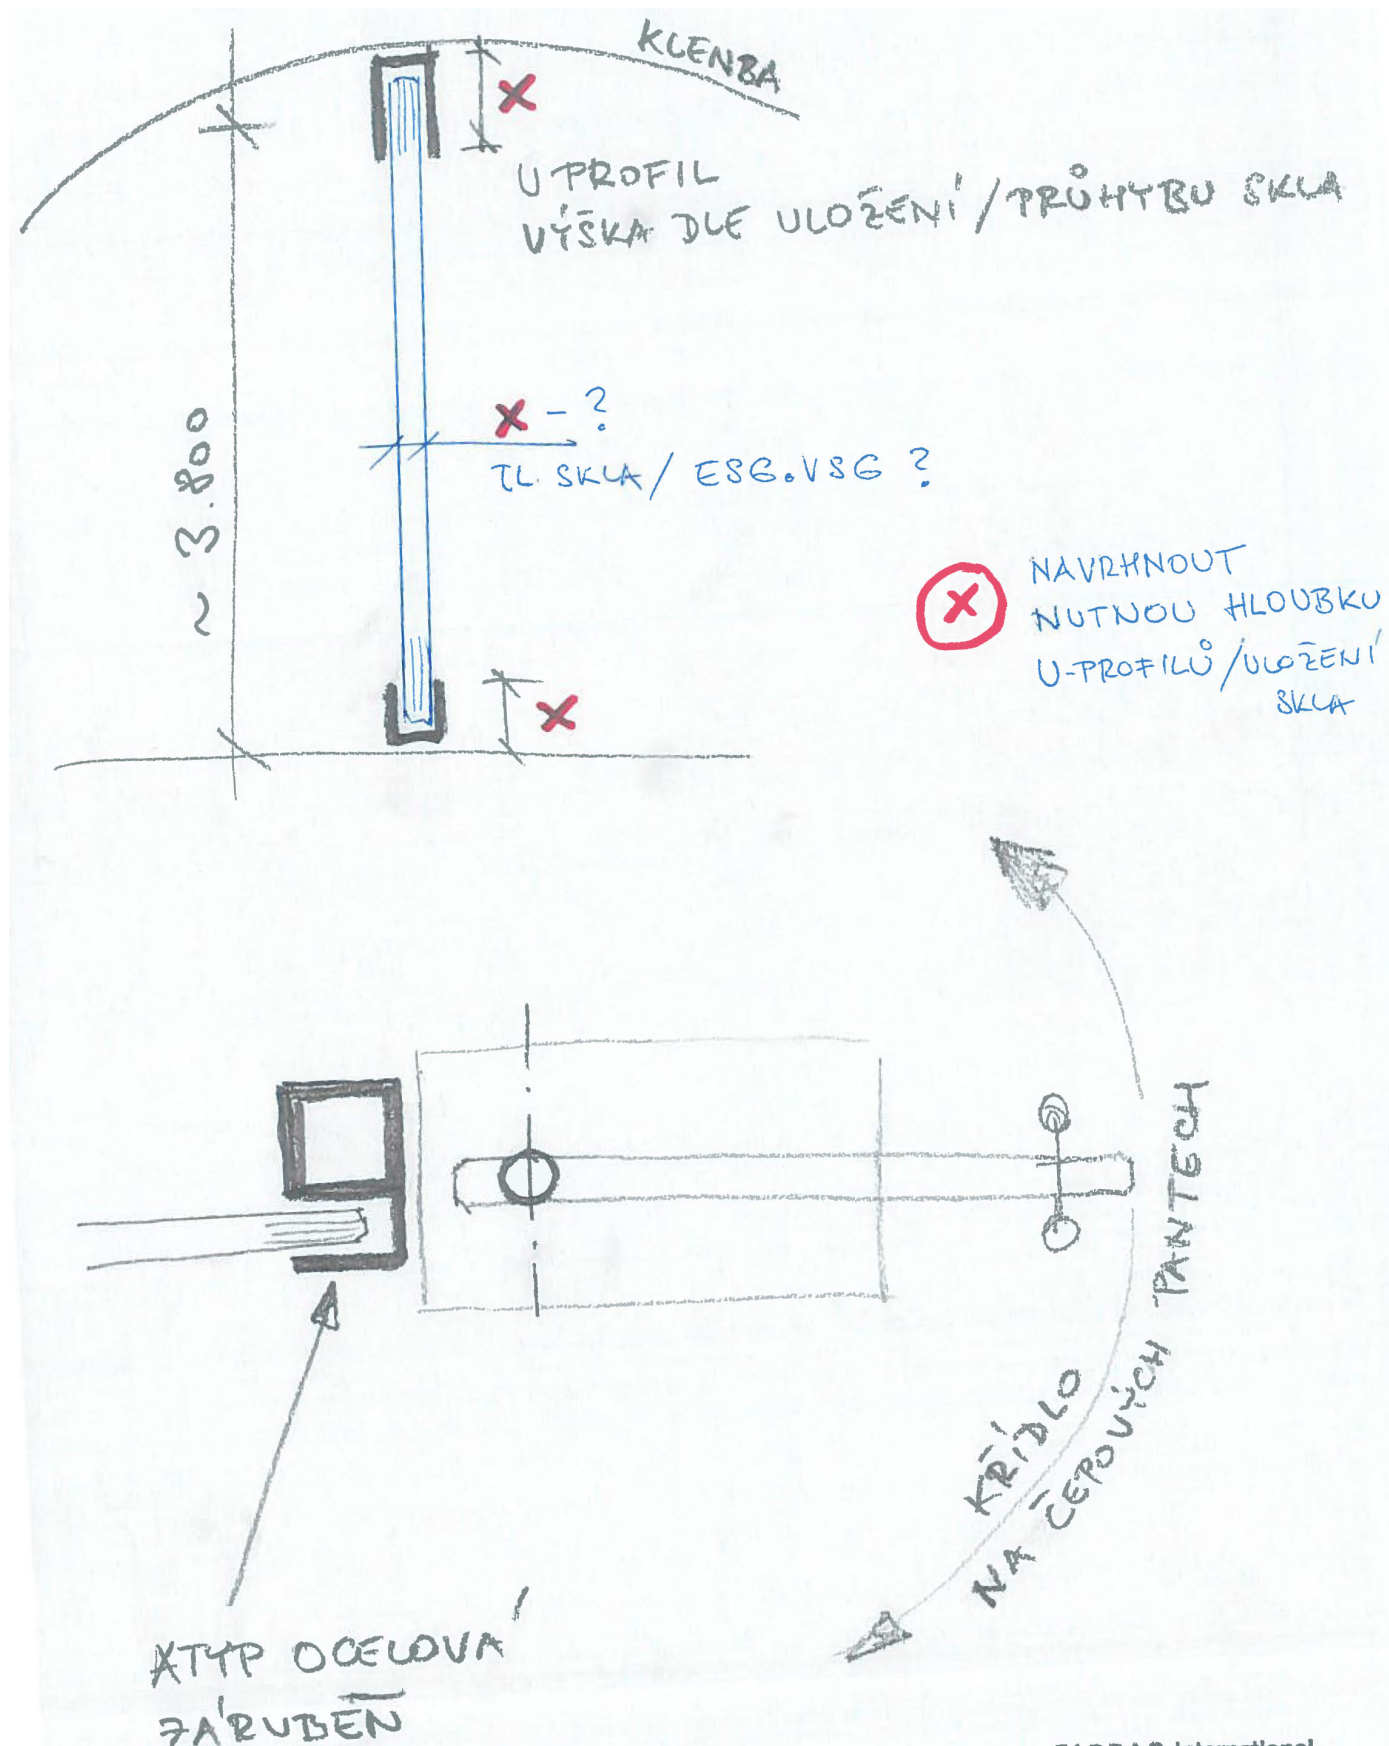 KLENBA
U PROFIL
VÝŠKA DLE ULOŽENÍ/PRŮHYBU SKLA
~ 3.800
x - ?
TL. SKLA/ ESG.VSG ?
x
NAVRHNOUT
NUTNOU HLOUBKU
U-PROFILŮ/ULOŽENÍ
SKLA
KŘÍDLO
NA ČEPOVÝCH PANTECH
ATYP OCELOVÁ
ZÁRUBEŇ